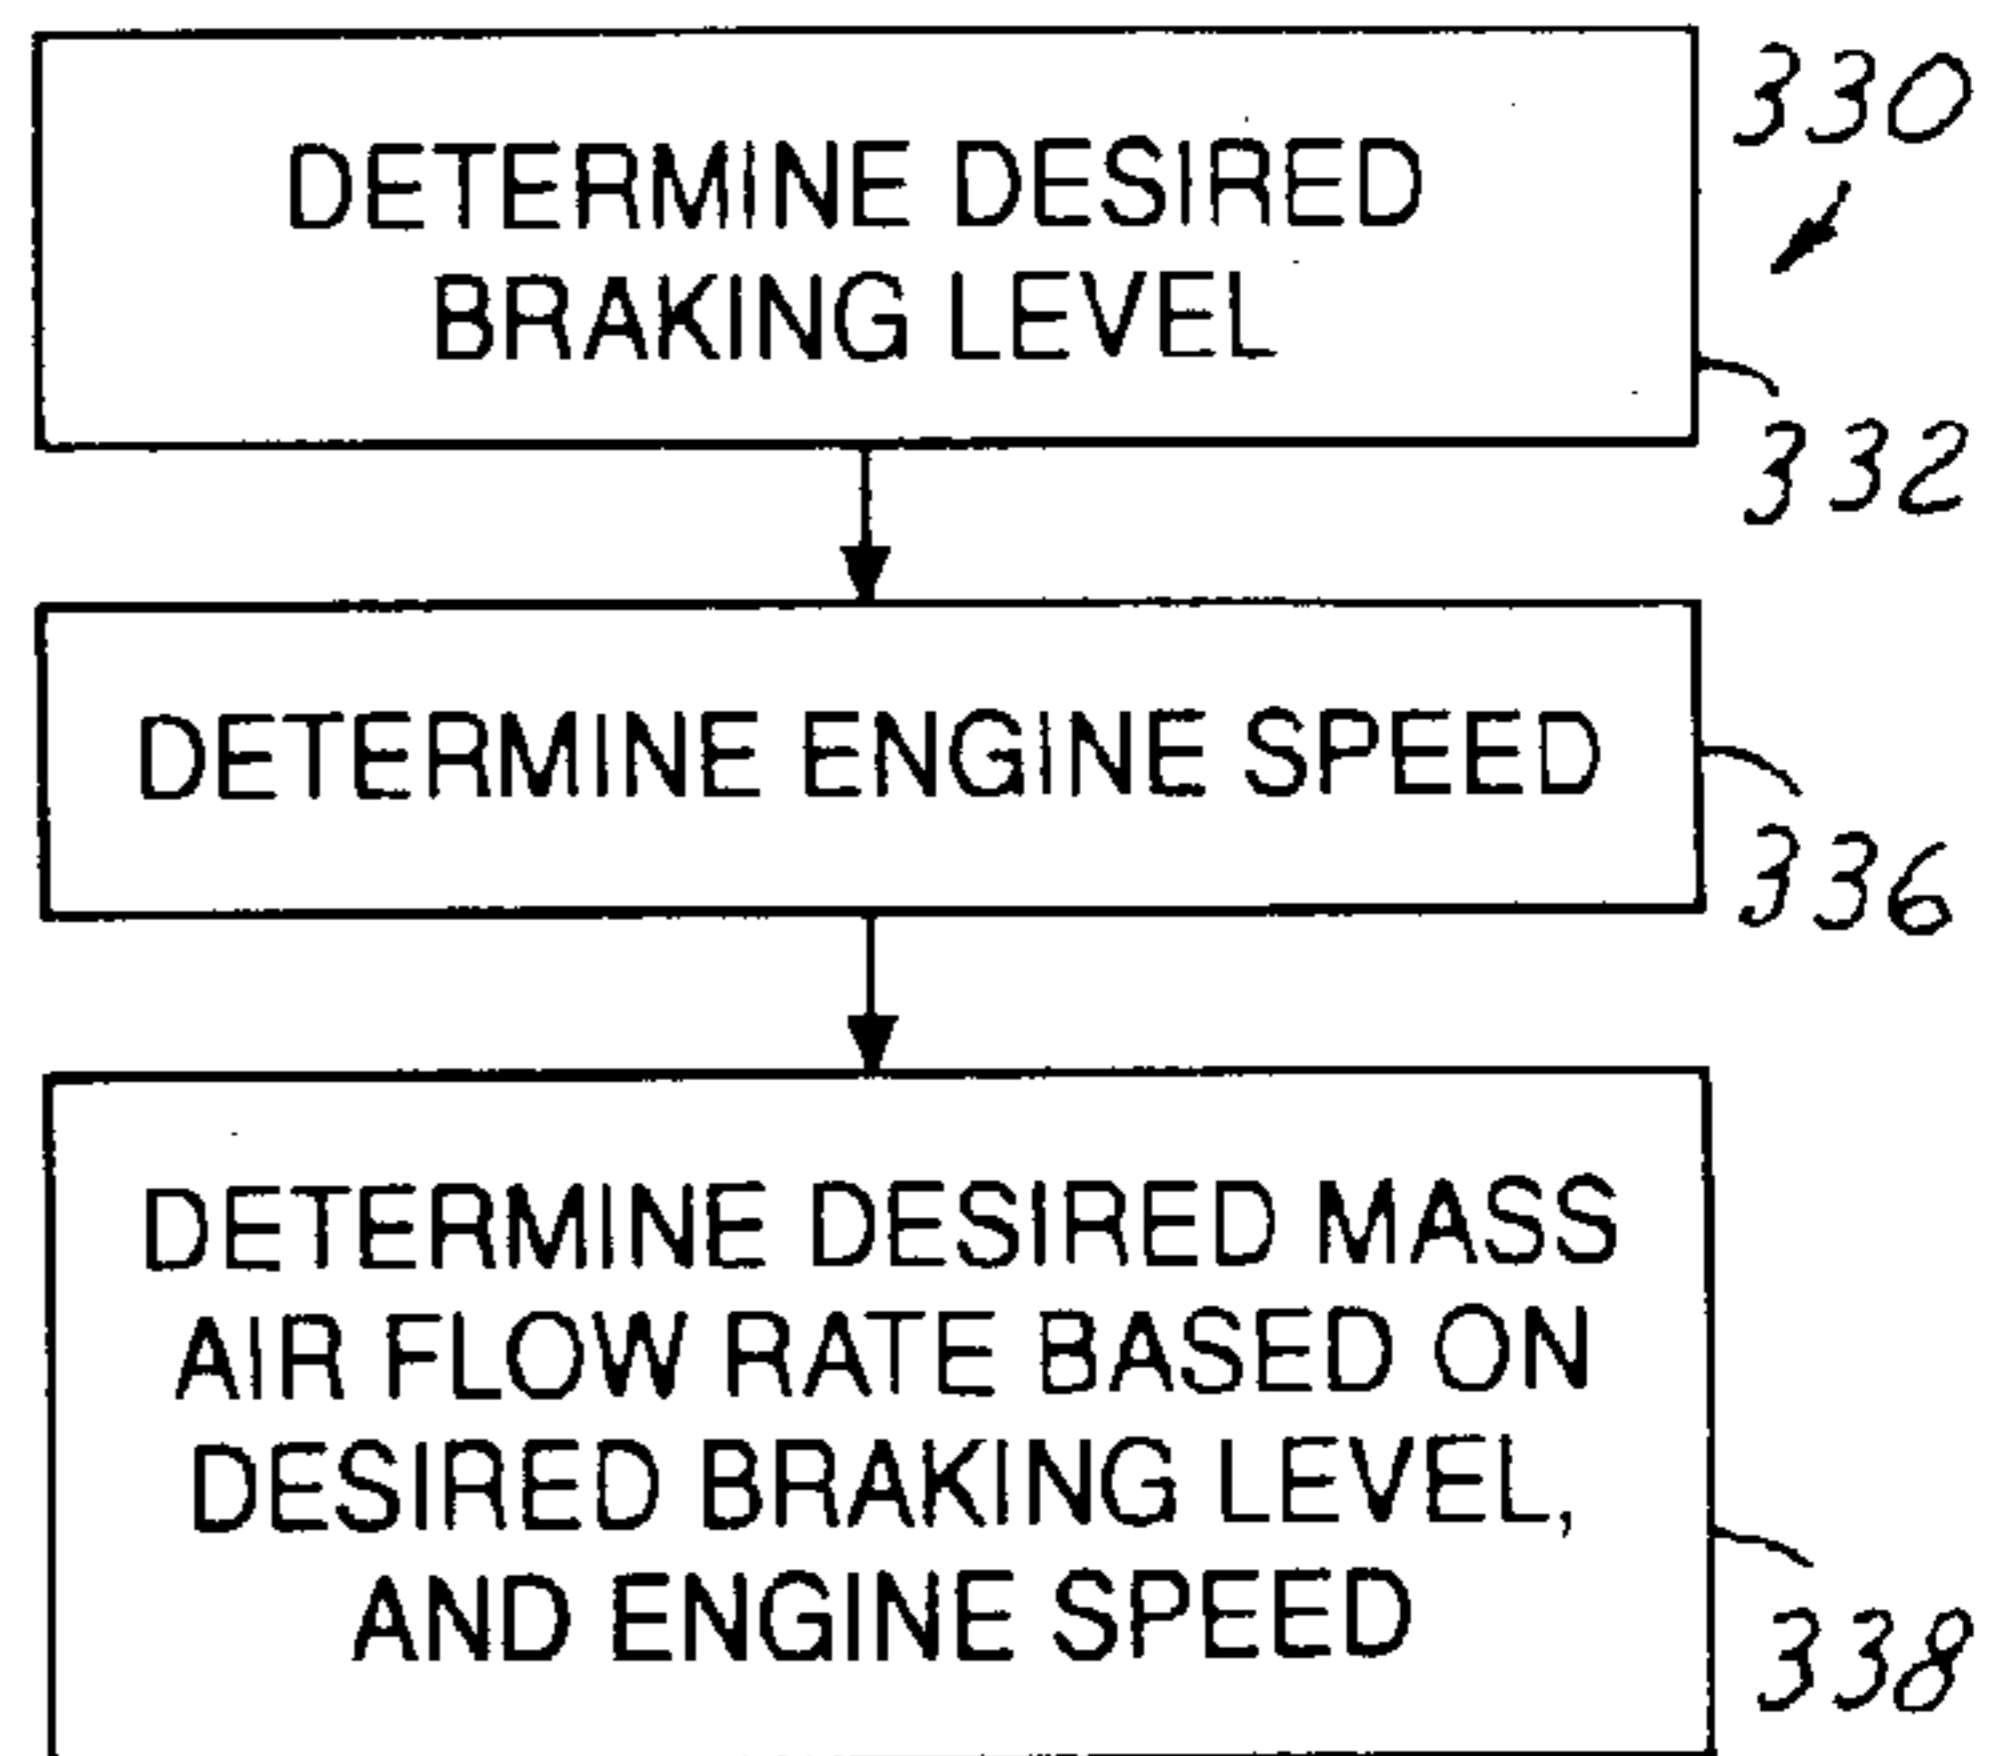 330
DETERMINE DESIRED
BRAKING LEVEL
332
DETERMINE ENGINE SPEED
336
DETERMINE DESIRED MASS
AIR FLOW RATE BASED ON
DESIRED BRAKING LEVEL,
AND ENGINE SPEED
338